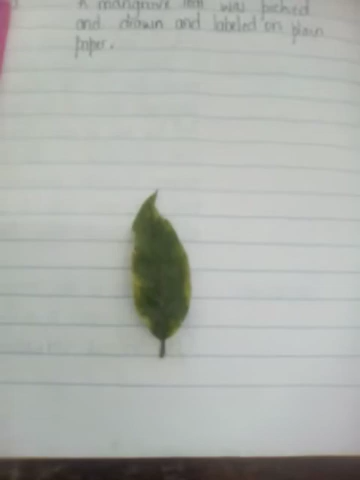 A mangrove leaf was picked
and drawn and labeled on plain
paper.